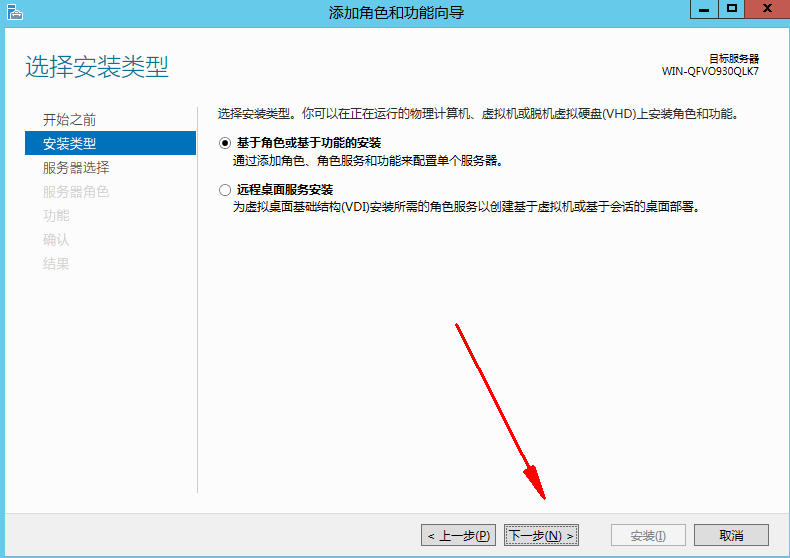 添加角色和功能向导
选择安装类型
目标服务器
WIN-QFVO930QLK7
开始之前
安装类型
服务器选择
服务器角色
功能
确认
结果
选择安装类型。你可以在正在运行的物理计算机、虚拟机或脱机虚拟硬盘(VHD)上安装角色和功能。
基于角色或基于功能的安装
通过添加角色、角色服务和功能来配置单个服务器。
远程桌面服务安装
为虚拟桌面基础结构(VDI)安装所需的角色服务以创建基于虚拟机或基于会话的桌面部署。
< 上一步(P) 下一步(N) > 安装(I) 取消